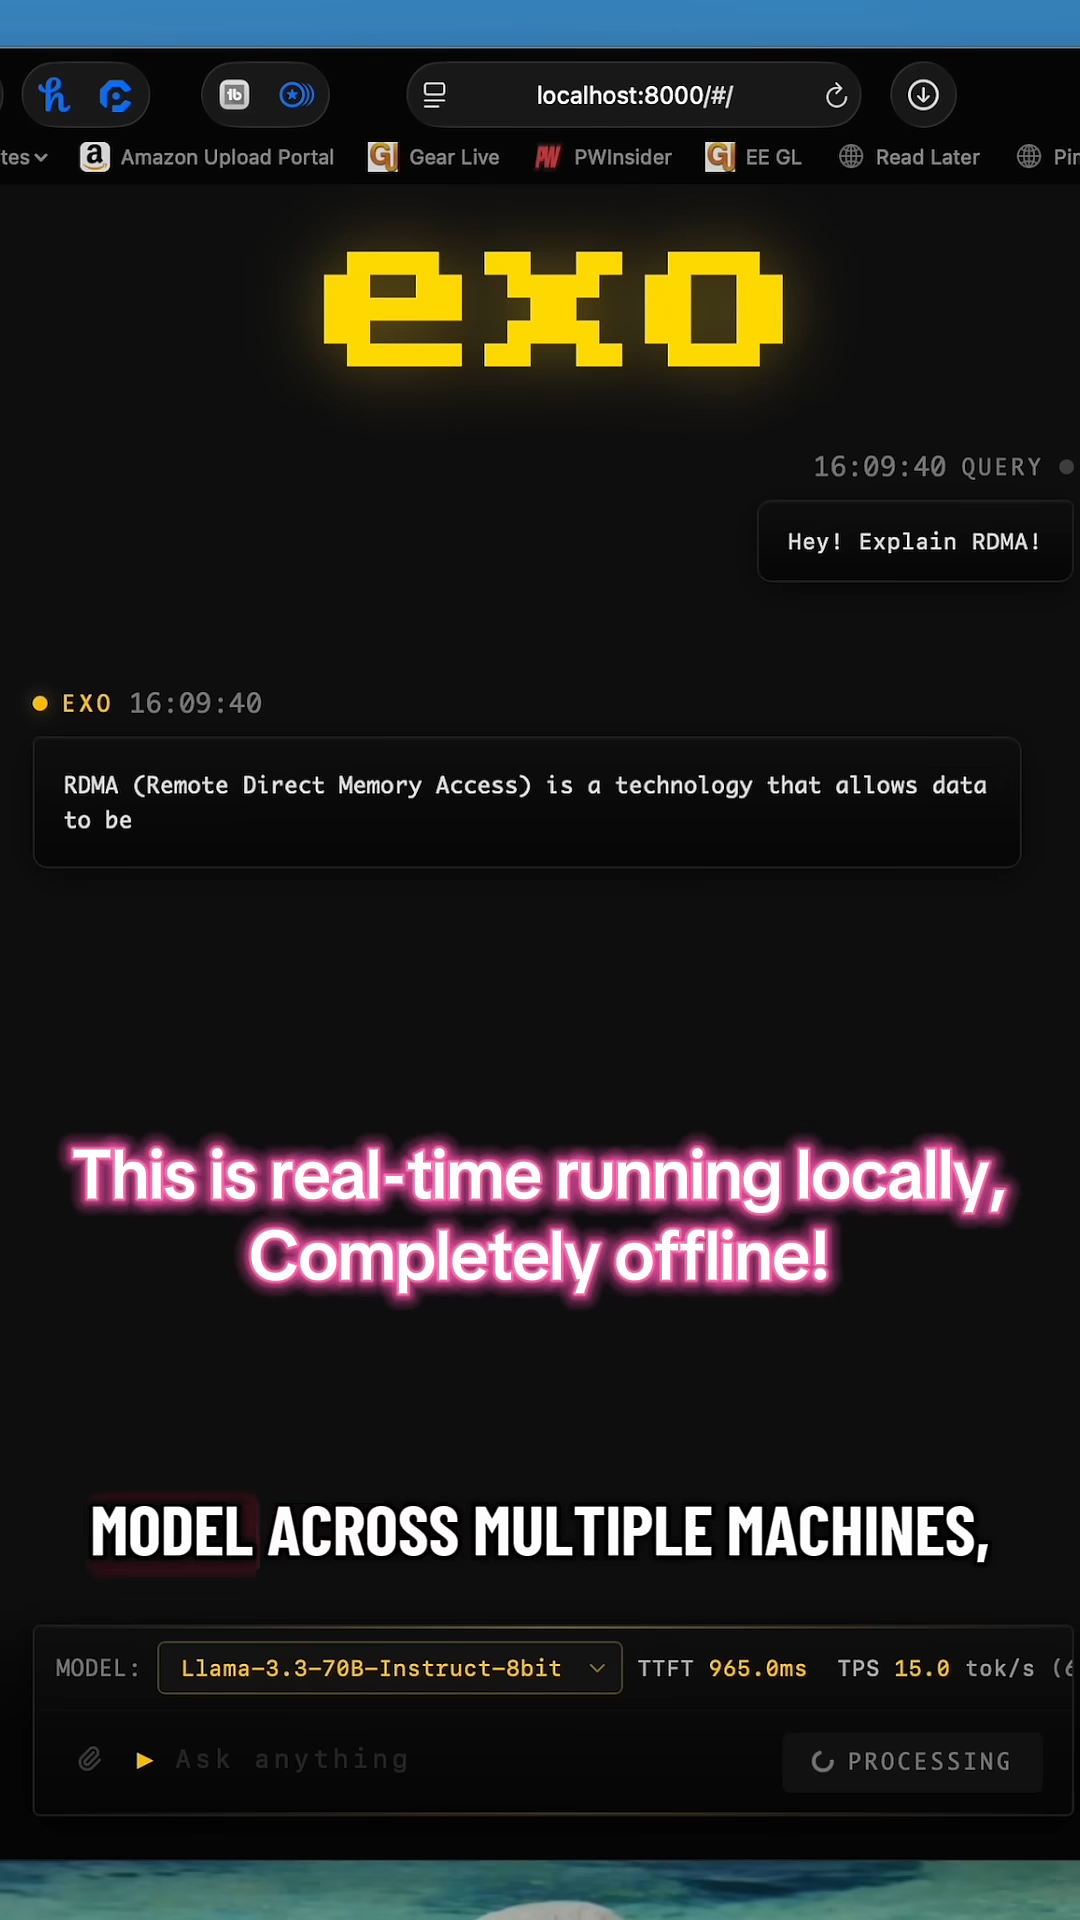 localhost:8000/#/
tes
Amazon Upload Portal
Gear Live
PWInsider
EE GL
Read Later
Pin
exo
16:09:40 QUERY
Hey! Explain RDMA!
EXO 16:09:40
RDMA (Remote Direct Memory Access) is a technology that allows data
to be
This is real-time running locally,
Completely offline!
MODEL ACROSS MULTIPLE MACHINES,
MODEL: Llama-3.3-70B-Instruct-8bit TTFT 965.0ms TPS 15.0 tok/s
Ask anything
PROCESSING